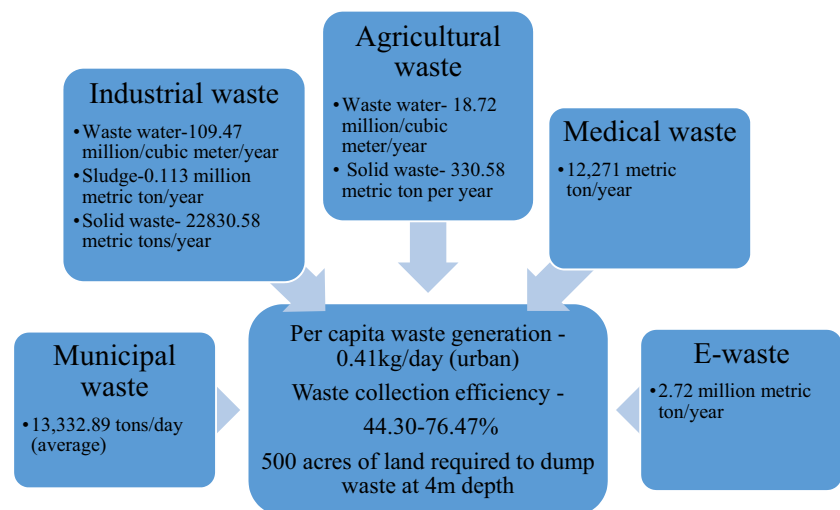 Industrial waste
•Waste water-109.47
million/cubic meter/year
•Sludge-0.113 million
metric ton/year
•Solid waste- 22830.58
metric tons/year
Agricultural
waste
•Waste water- 18.72
million/cubic
meter/year
• Solid waste- 330.58
metric ton per year
Medical waste
•12,271 metric
ton/year
Municipal
waste
•13,332.89 tons/day
(average)
Per capita waste generation -
0.41kg/day (urban)
Waste collection efficiency -
44.30-76.47%
500 acres of land required to dump
waste at 4m depth
E-waste
•2.72 million metric
ton/year